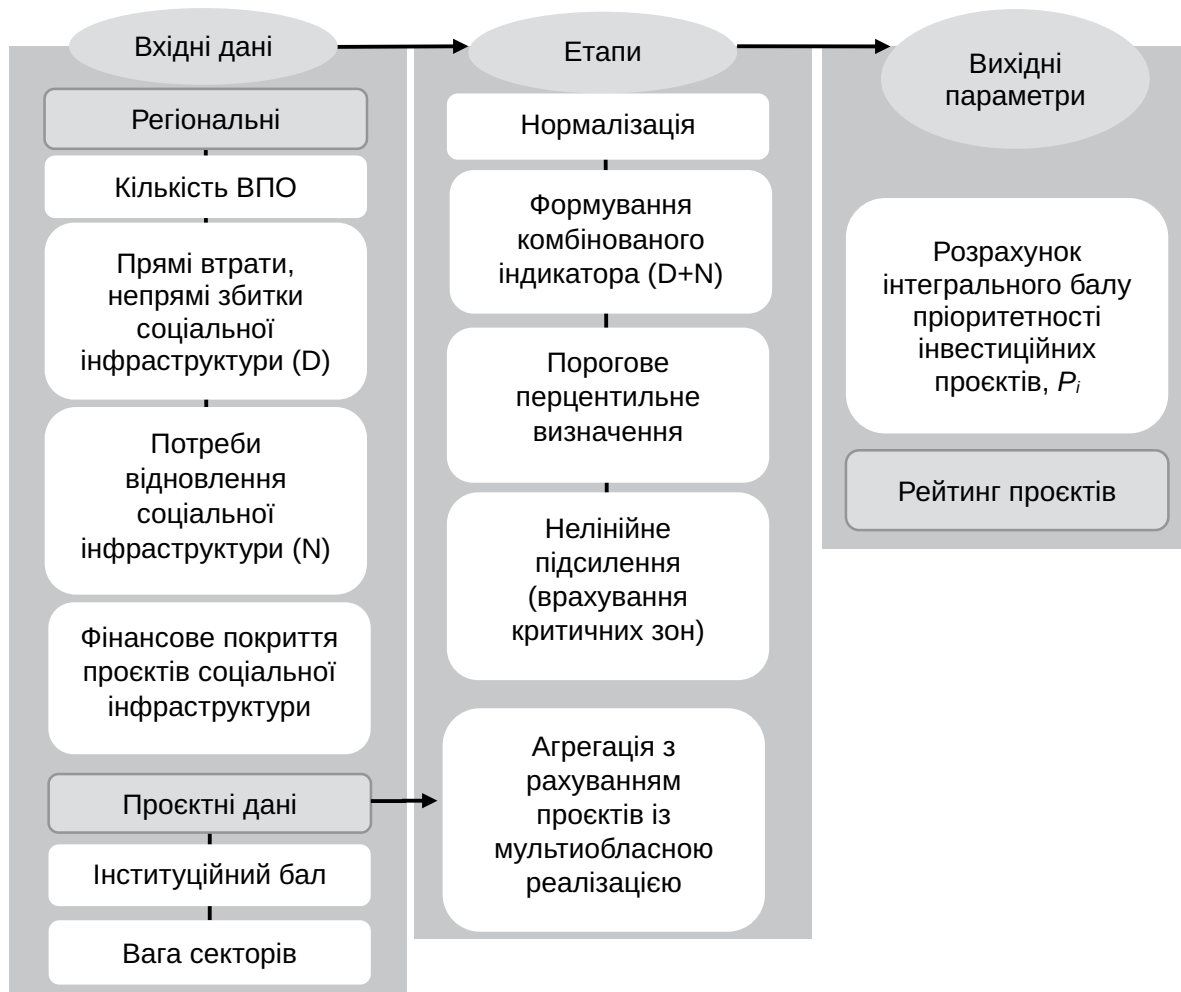 Вхідні дані
Регіональні
Кількість ВПО
Прямі втрати,
непрямі збитки
соціальної
інфраструктури (D)
Потреби
відновлення
соціальної
інфраструктури (N)
Фінансове покриття
проєктів соціальної
інфраструктури
Проєктні дані
Інституційний бал
Вага секторів
Етапи
Нормалізація
Формування
комбінованого
індикатора (D+N)
Порогове
перцентильне
визначення
Нелінійне
підсилення
(врахування
критичних зон)
Агрегація з
рахуванням
проєктів із
мультиобласною
реалізацією
Вихідні
параметри
Розрахунок
інтегрального балу
пріоритетності
інвестиційних
проєктів, Pᵢ
Рейтинг проєктів